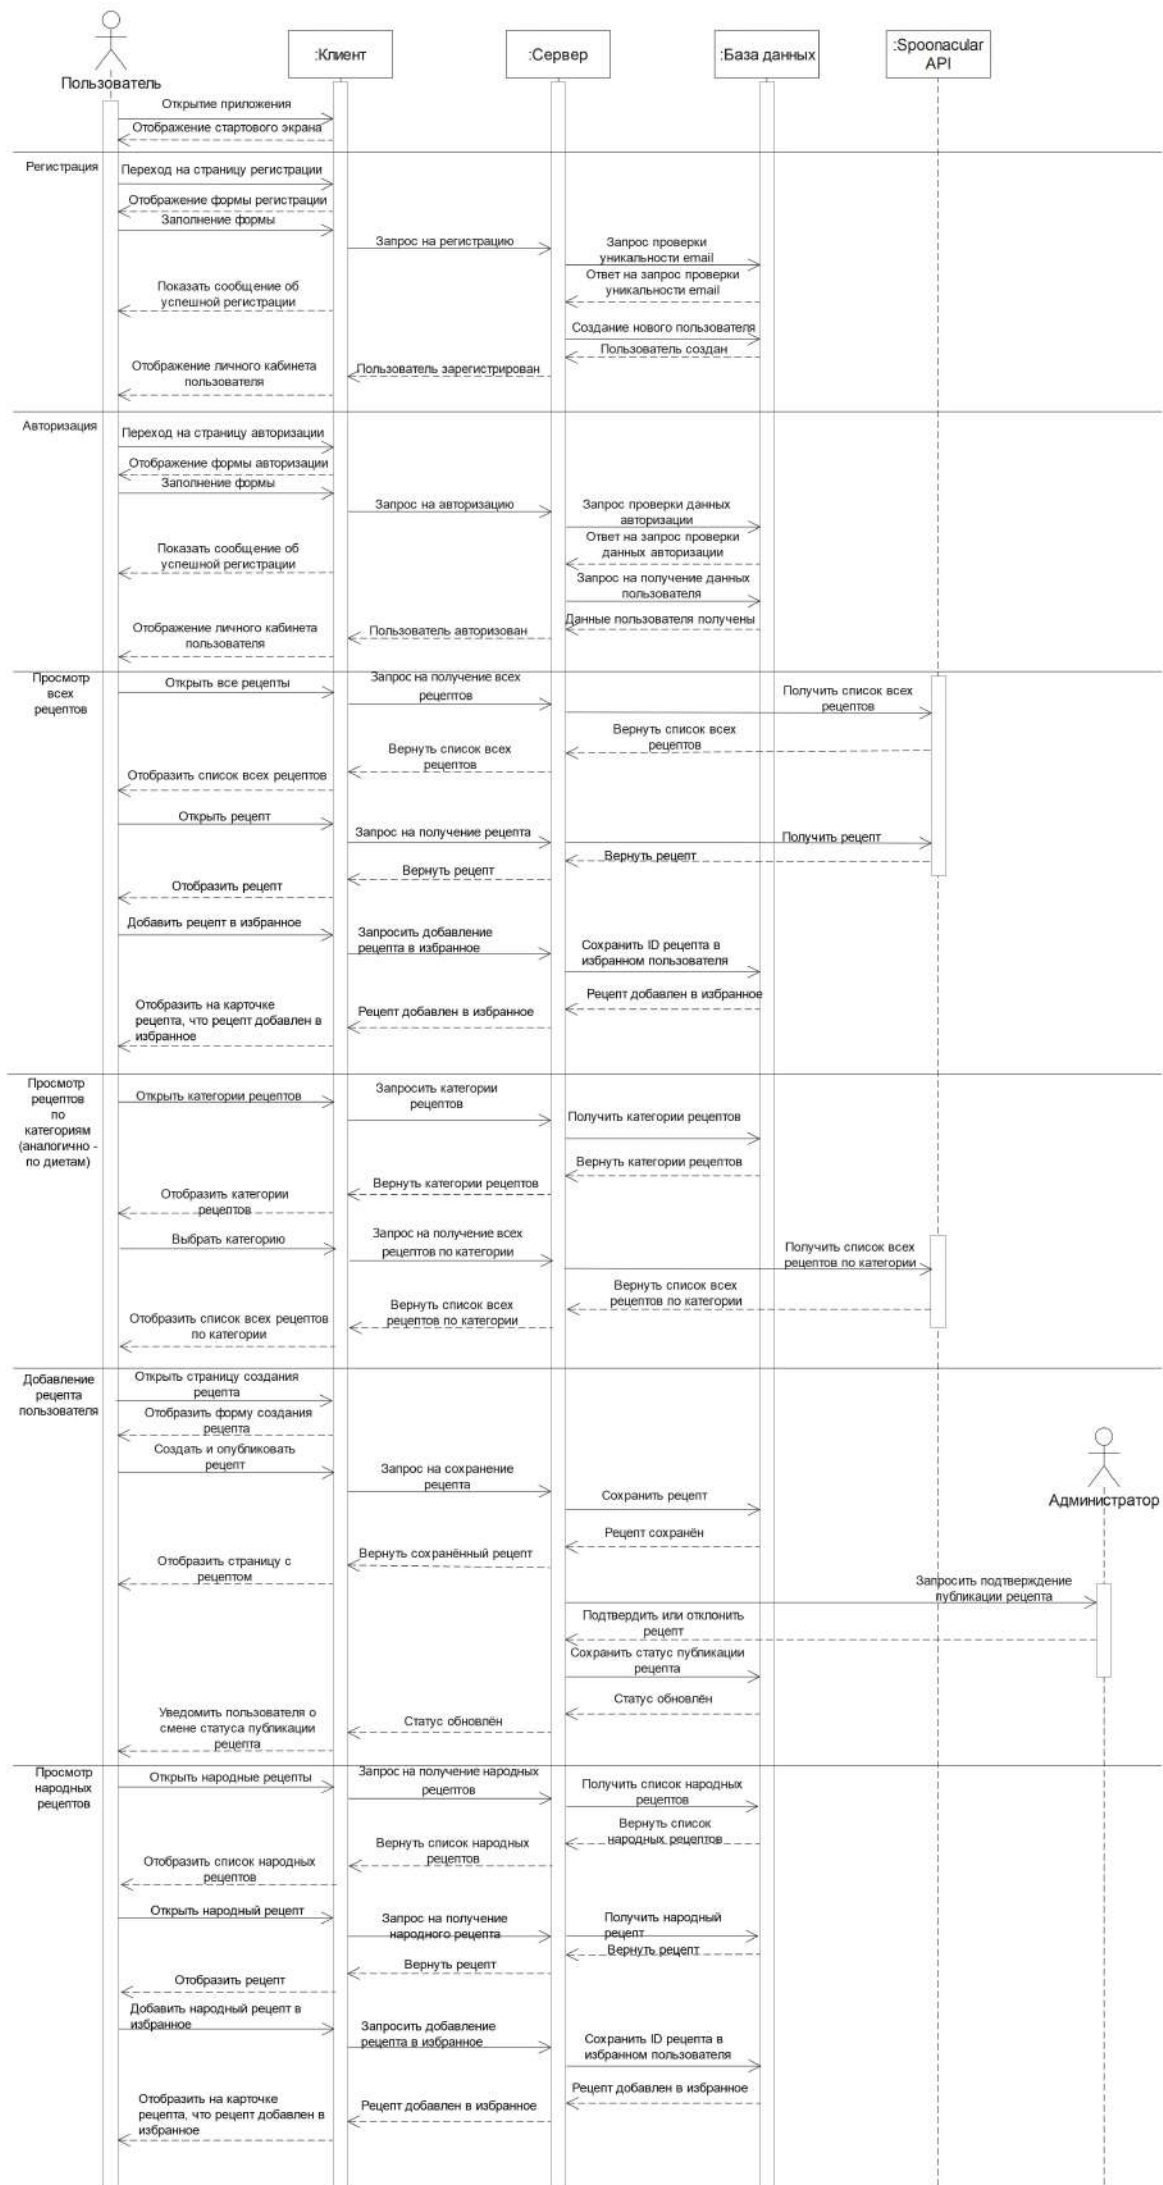 :Клиент
:Сервер
:База данных
:Spoonacular
API
Пользователь
Открытие приложения
Отображение стартового экрана
Регистрация
Переход на страницу регистрации
Отображение формы регистрации
Заполнение формы
Запрос на регистрацию
Запрос проверки
уникальности email
Ответ на запрос проверки
уникальности email
Показать сообщение об
успешной регистрации
Создание нового пользователя
Пользователь создан
Пользователь зарегистрирован
Отображение личного кабинета
пользователя
Авторизация
Переход на страницу авторизации
Отображение формы авторизации
Заполнение формы
Запрос на авторизацию
Запрос проверки данных
авторизации
Ответ на запрос проверки
данных авторизации
Показать сообщение об
успешной регистрации
Запрос на получение данных
пользователя
Данные пользователя получены
Пользователь авторизован
Отображение личного кабинета
пользователя
Просмотр
всех
рецептов
Открыть все рецепты
Запрос на получение всех
рецептов
Получить список всех
рецептов
Вернуть список всех
рецептов
Вернуть список всех
рецептов
Отобразить список всех рецептов
Открыть рецепт
Запрос на получение рецепта
Получить рецепт
Вернуть рецепт
Вернуть рецепт
Отобразить рецепт
Добавить рецепт в избранное
Запросить добавление
рецепта в избранное
Сохранить ID рецепта в
избранном пользователя
Рецепт добавлен в избранное
Рецепт добавлен в избранное
Отобразить на карточке
рецепта, что рецепт добавлен в
избранное
Просмотр
рецептов
по
категориям
(аналогично -
по диетам)
Открыть категории рецептов
Запросить категории
рецептов
Получить категории рецептов
Вернуть категории рецептов
Вернуть категории рецептов
Отобразить категории
рецептов
Выбрать категорию
Запрос на получение всех
рецептов по категории
Получить список всех
рецептов по категории
Вернуть список всех
рецептов по категории
Вернуть список всех
рецептов по категории
Отобразить список всех рецептов
по категории
Добавление
рецепта
пользователя
Открыть страницу создания
рецепта
Отобразить форму создания
рецепта
Создать и опубликовать
рецепт
Запрос на сохранение
рецепта
Сохранить рецепт
Администратор
Рецепт сохранён
Вернуть сохранённый рецепт
Отобразить страницу с
рецептом
Запросить подтверждение
публикации рецепта
Подтвердить или отклонить
рецепт
Сохранить статус публикации
рецепта
Статус обновлён
Статус обновлён
Уведомить пользователя о
смене статуса публикации
рецепта
Просмотр
народных
рецептов
Открыть народные рецепты
Запрос на получение народных
рецептов
Получить список народных
рецептов
Вернуть список
народных рецептов
Вернуть список народных
рецептов
Отобразить список народных
рецептов
Открыть народный рецепт
Запрос на получение
народного рецепта
Получить народный
рецепт
Вернуть рецепт
Вернуть рецепт
Отобразить рецепт
Добавить народный рецепт в
избранное
Запросить добавление
рецепта в избранное
Сохранить ID рецепта в
избранном пользователя
Рецепт добавлен в избранное
Рецепт добавлен в избранное
Отобразить на карточке
рецепта, что рецепт добавлен в
избранное